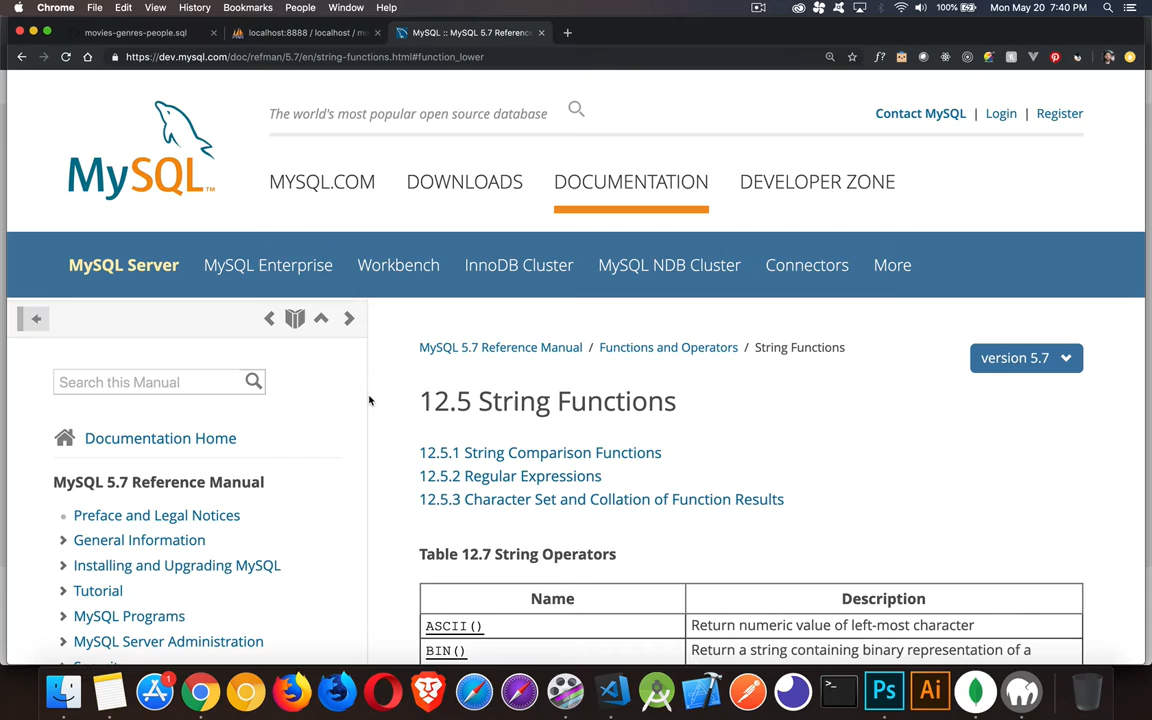 Chrome File Edit View History Bookmarks People Window Help 100% Mon May 20 7:40 PM
movies-genres-people.sql
localhost:8888 / localhost / m
MySQL :: MySQL 5.7 Reference
https://dev.mysql.com/doc/refman/5.7/en/string-functions.html#function_lower
f?
MySQL™
The world's most popular open source database
Contact MySQL | Login | Register
MYSQL.COM DOWNLOADS DOCUMENTATION DEVELOPER ZONE
MySQL Server MySQL Enterprise Workbench InnoDB Cluster MySQL NDB Cluster Connectors More
MySQL 5.7 Reference Manual / Functions and Operators / String Functions
version 5.7
Search this Manual
Documentation Home
MySQL 5.7 Reference Manual
Preface and Legal Notices
General Information
Installing and Upgrading MySQL
Tutorial
MySQL Programs
MySQL Server Administration
12.5 String Functions
12.5.1 String Comparison Functions
12.5.2 Regular Expressions
12.5.3 Character Set and Collation of Function Results
Table 12.7 String Operators
Name Description
ASCII() Return numeric value of left-most character
BIN() Return a string containing binary representation of a
1
>_
Ps
Ai